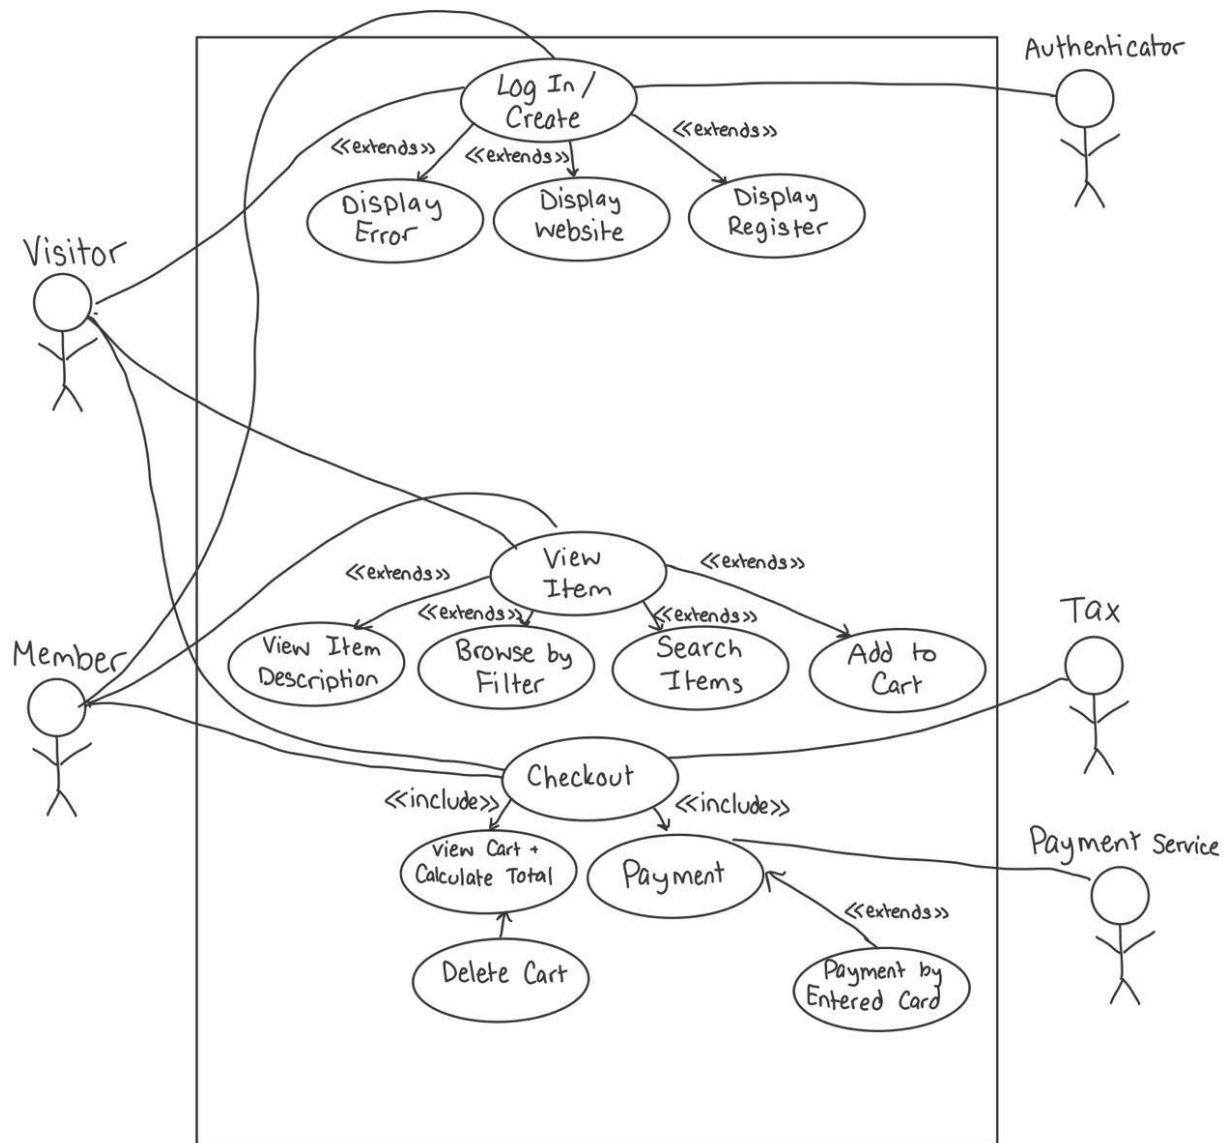 Authenticator
Log In /
Create
<<extends>>
<<extends>>
<<extends>>
Display
Error
Display
website
Display
Register
Visitor
View
Item
<<extends>>
<<extends>>
<<extends>>
<<extends>>
View Item
Description
Browse by
Filter
Search
Items
Add to
Cart
Tax
Member
Checkout
<<include>>
<<include>>
View Cart +
Calculate Total
Payment
Payment Service
<<extends>>
Delete Cart
Payment by
Entered Card